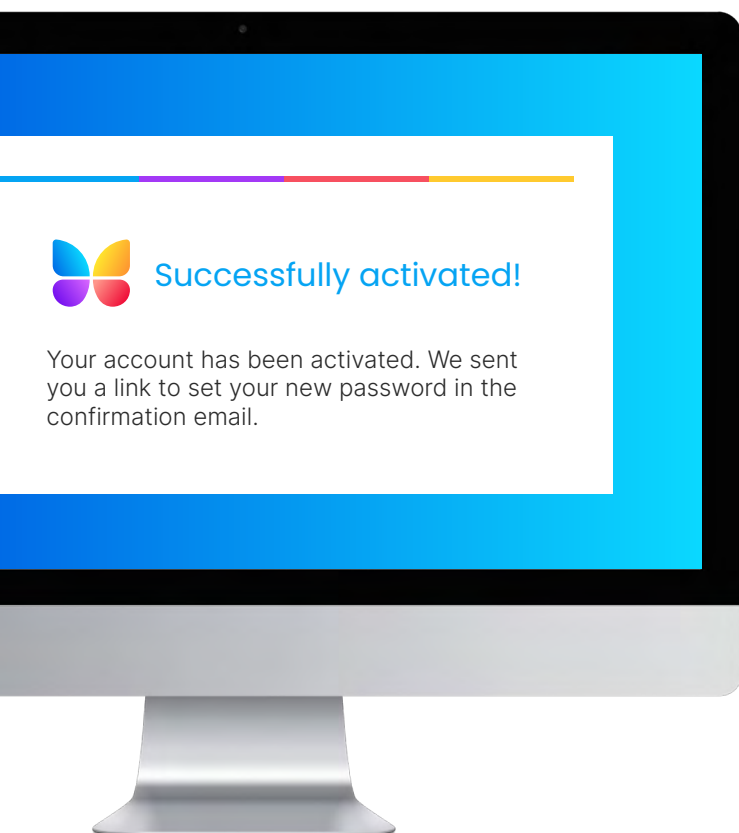 Successfully activated!
Your account has been activated. We sent
you a link to set your new password in the
confirmation email.